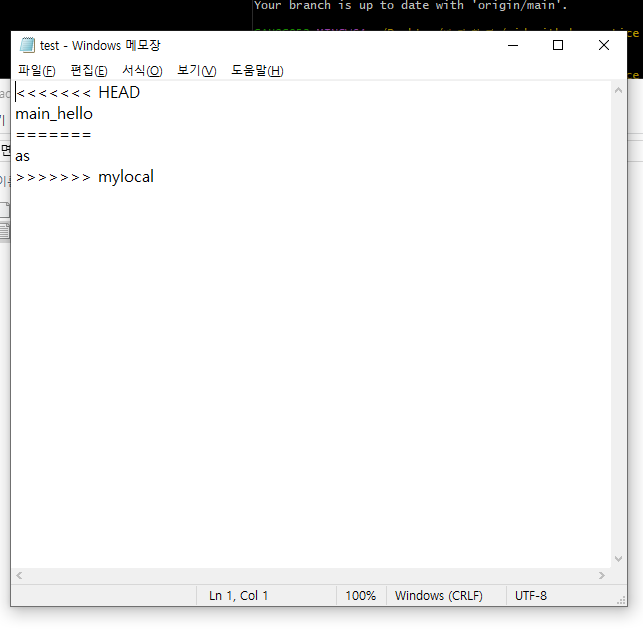 Your branch is up to date with 'origin/main'.
test - Windows 메모장
파일(F) 편집(E) 서식(O) 보기(V) 도움말(H)
<<<<<<< HEAD
main_hello
=======
as
>>>>>>> mylocal
Ln 1, Col 1 100% Windows (CRLF) UTF-8